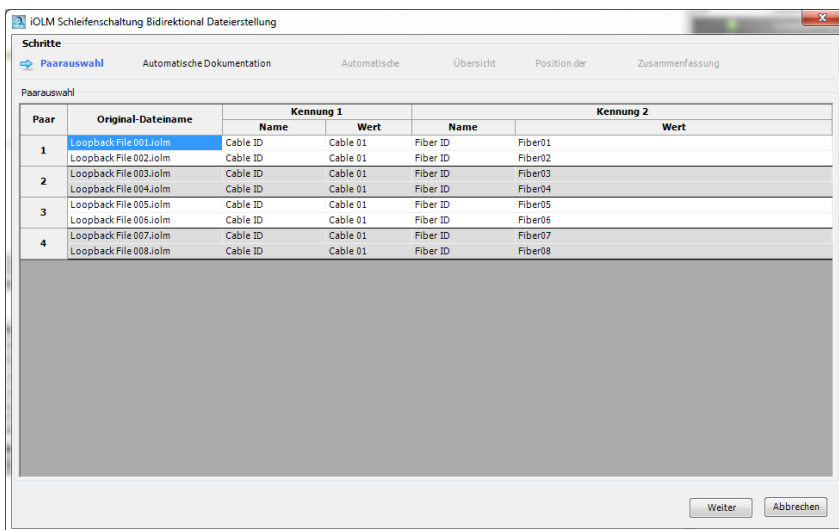 iOLM Schleifenschaltung Bidirektional Dateierstellung
Schritte
Paarauswahl Automatische Dokumentation Automatische Übersicht Position der Zusammenfassung
Paarauswahl
Paar Original-Dateiname Kennung 1 Kennung 2
Name Wert Name Wert
1 Loopback File 001.iolm Cable ID Cable 01 Fiber ID Fiber01
Loopback File 002.iolm Cable ID Cable 01 Fiber ID Fiber02
2 Loopback File 003.iolm Cable ID Cable 01 Fiber ID Fiber03
Loopback File 004.iolm Cable ID Cable 01 Fiber ID Fiber04
3 Loopback File 005.iolm Cable ID Cable 01 Fiber ID Fiber05
Loopback File 006.iolm Cable ID Cable 01 Fiber ID Fiber06
4 Loopback File 007.iolm Cable ID Cable 01 Fiber ID Fiber07
Loopback File 008.iolm Cable ID Cable 01 Fiber ID Fiber08
Weiter Abbrechen